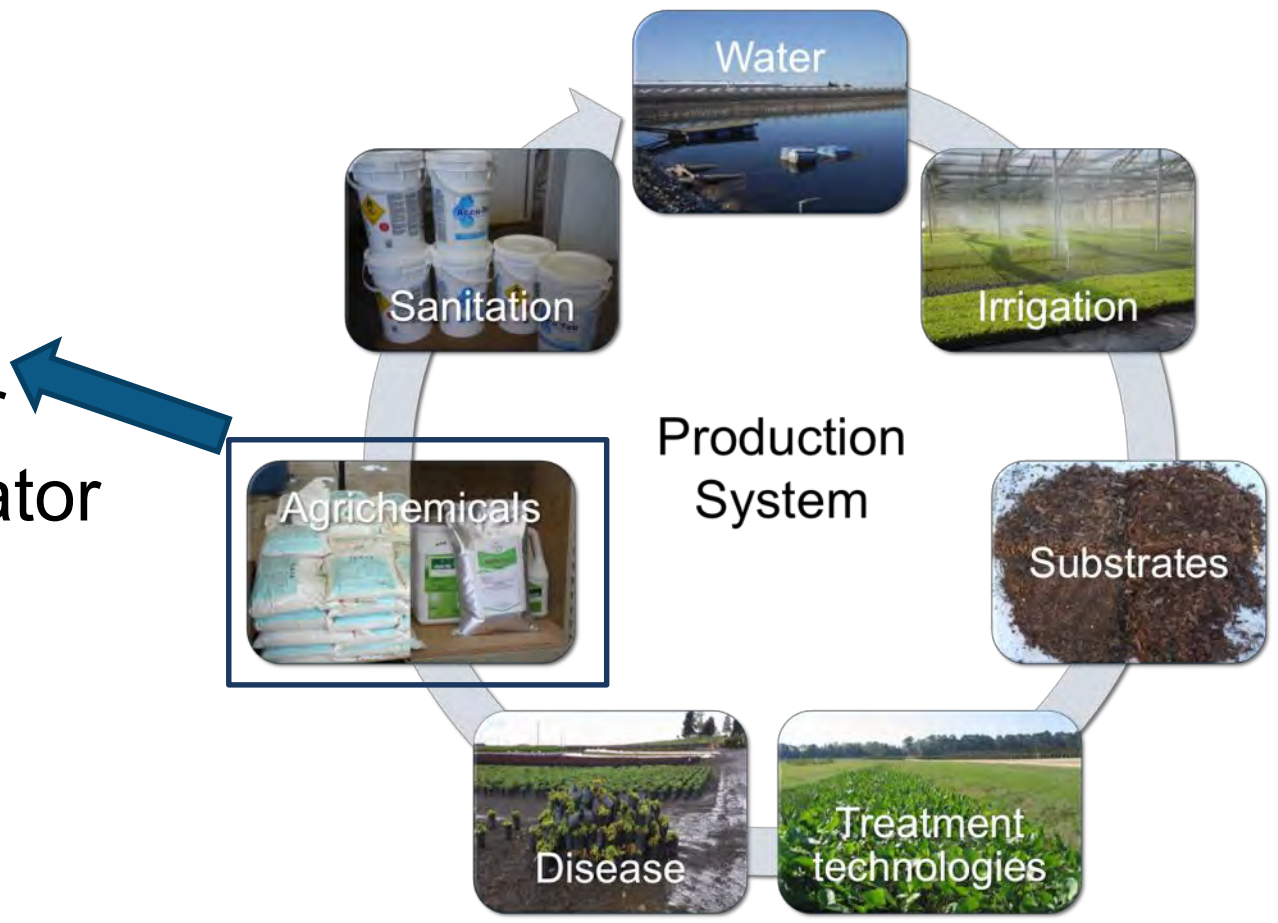 Water
Sanitation
Irrigation
ator
Production
System
Agrichemicals
Substrates
Treatment
technologies
Disease